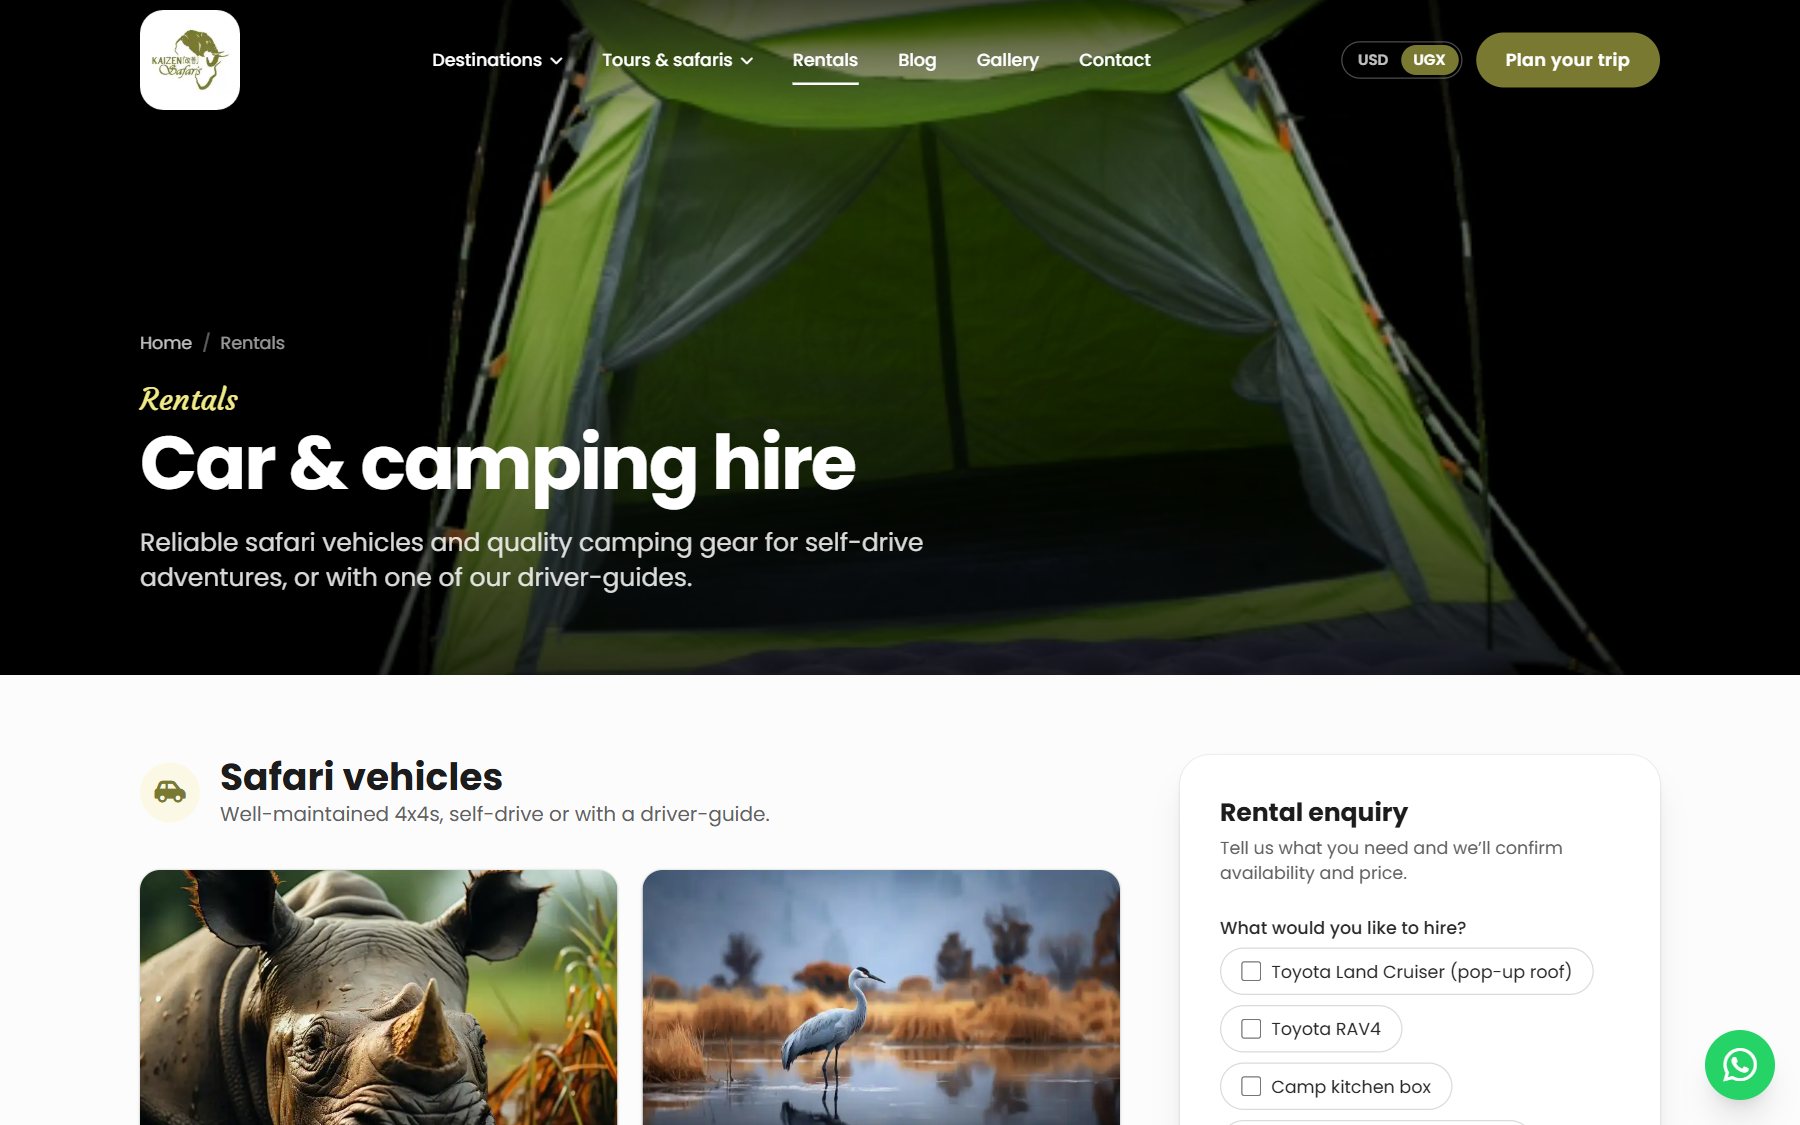 KAIZEN
Safaris
Destinations
Tours & safaris
Rentals
Blog
Gallery
Contact
USD
UGX
Plan your trip
Home / Rentals
Rentals
Car & camping hire
Reliable safari vehicles and quality camping gear for self-drive
adventures, or with one of our driver-guides.
Safari vehicles
Well-maintained 4x4s, self-drive or with a driver-guide.
Rental enquiry
Tell us what you need and we’ll confirm
availability and price.
What would you like to hire?
Toyota Land Cruiser (pop-up roof)
Toyota RAV4
Camp kitchen box